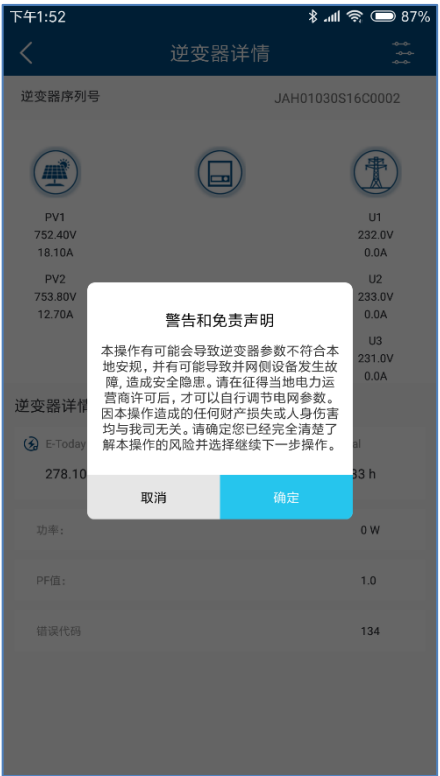 下午1:52
87%
逆变器详情
逆变器序列号
JAH01030S16C0002
PV1
752.40V
18.10A
PV2
753.80V
12.70A
U1
232.0V
0.0A
U2
233.0V
0.0A
U3
231.0V
0.0A
警告和免责声明
本操作有可能会导致逆变器参数不符合本
地安规，并有可能导致并网侧设备发生故
障, 造成安全隐患。请在征得当地电力运
营商许可后，才可以自行调节电网参数。
因本操作造成的任何财产损失或人身伤害
均与我司无关。请确定您已经完全清楚了
解本操作的风险并选择继续下一步操作。
取消
确定
逆变器详情
E-Today
278.10
h
功率：
0 W
PF值：
1.0
错误代码
134